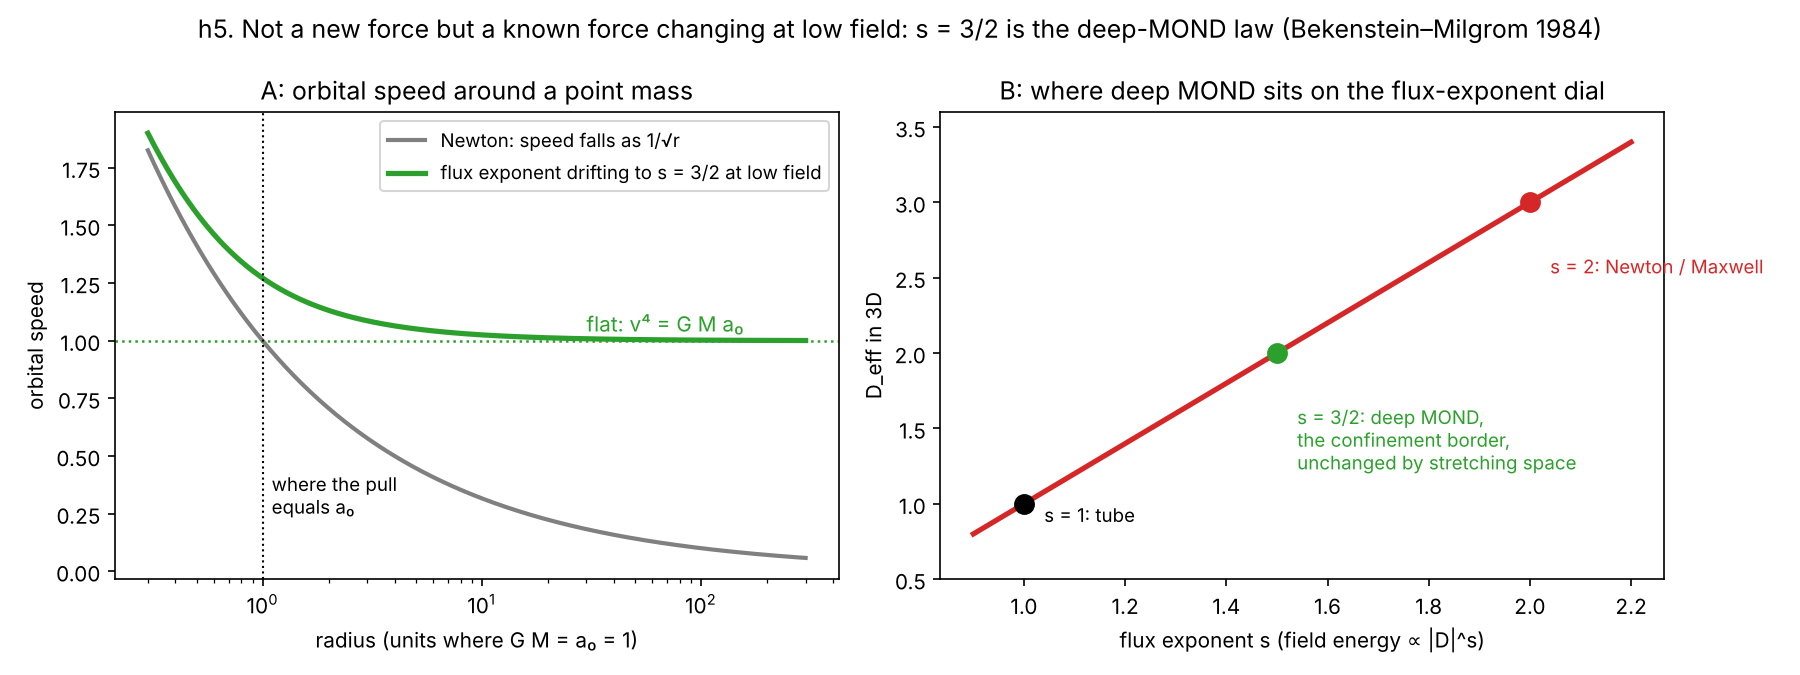 h5. Not a new force but a known force changing at low field: s = 3/2 is the deep-MOND law (Bekenstein–Milgrom 1984)
A: orbital speed around a point mass
Newton: speed falls as 1/√r
flux exponent drifting to s = 3/2 at low field
flat: v⁴ = G M a₀
where the pull
equals a₀
orbital speed
1.75
1.50
1.25
1.00
0.75
0.50
0.25
0.00
10⁰
10¹
10²
radius (units where G M = a₀ = 1)
B: where deep MOND sits on the flux-exponent dial
D_eff in 3D
3.5
3.0
2.5
2.0
1.5
1.0
0.5
s = 2: Newton / Maxwell
s = 3/2: deep MOND,
the confinement border,
unchanged by stretching space
s = 1: tube
1.0
1.2
1.4
1.6
1.8
2.0
2.2
flux exponent s (field energy ∝ |D|^s)